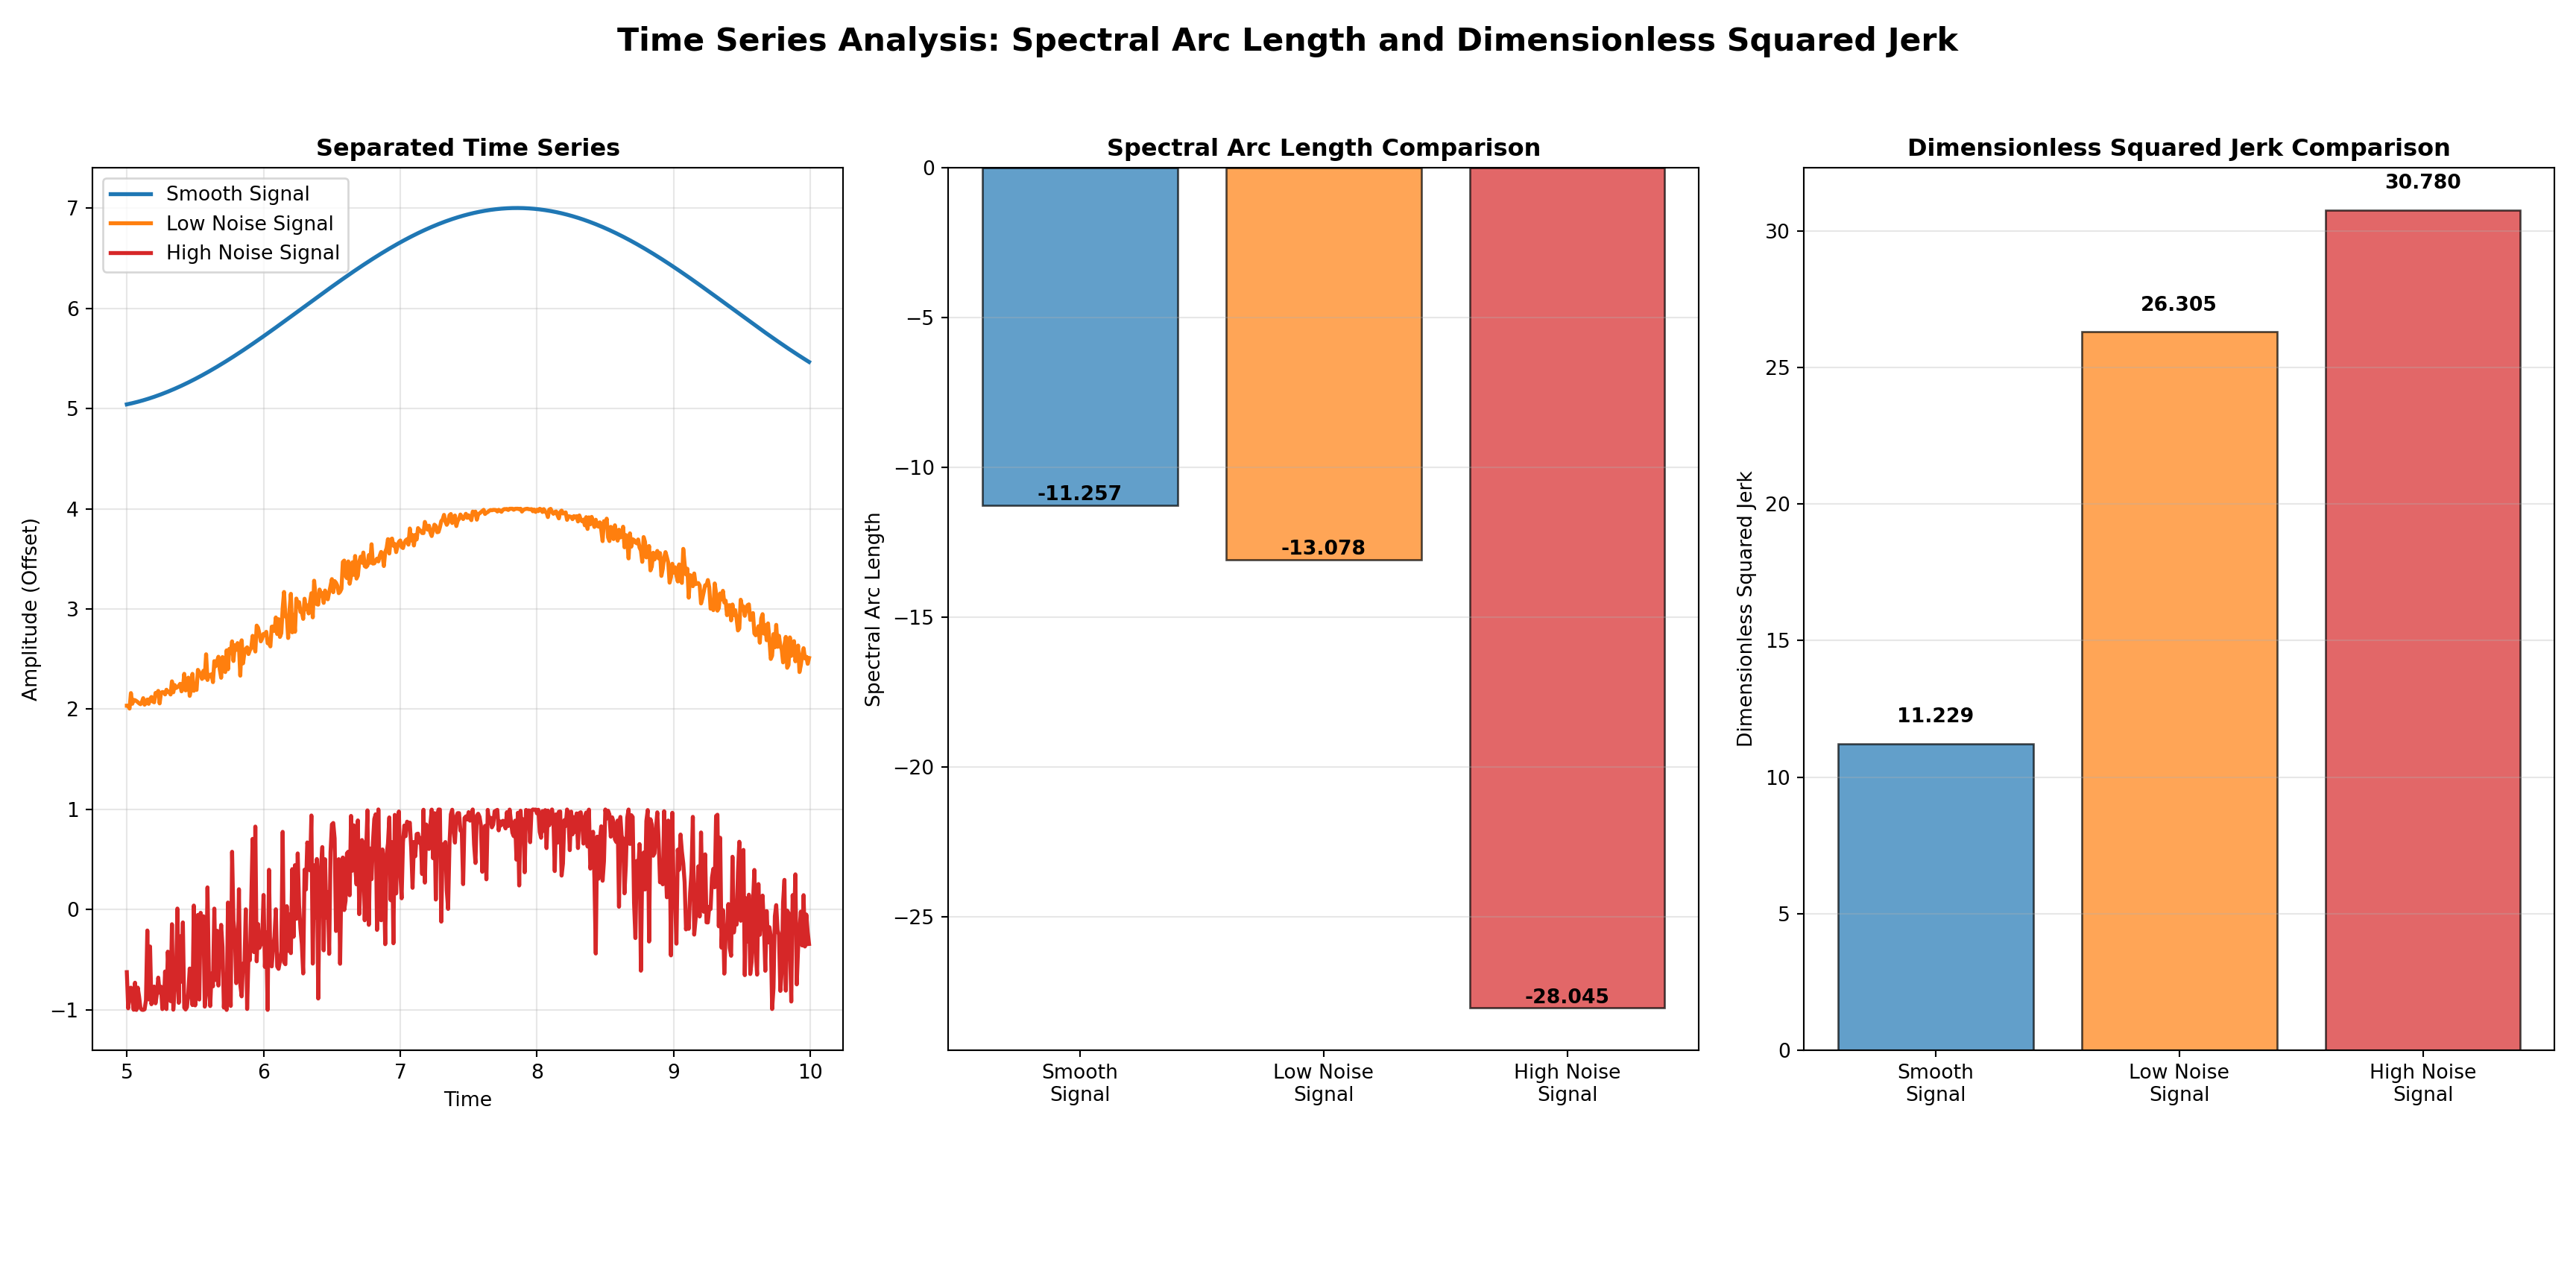 Time Series Analysis: Spectral Arc Length and Dimensionless Squared Jerk
Separated Time Series
Smooth Signal
Low Noise Signal
High Noise Signal
7
6
5
4
3
2
1
0
−1
Amplitude (Offset)
5
6
7
8
9
10
Time
Spectral Arc Length Comparison
0
−5
−10
−15
−20
−25
Spectral Arc Length
-11.257
-13.078
-28.045
Smooth
Signal
Low Noise
Signal
High Noise
Signal
Dimensionless Squared Jerk Comparison
30
25
20
15
10
5
0
Dimensionless Squared Jerk
11.229
26.305
30.780
Smooth
Signal
Low Noise
Signal
High Noise
Signal